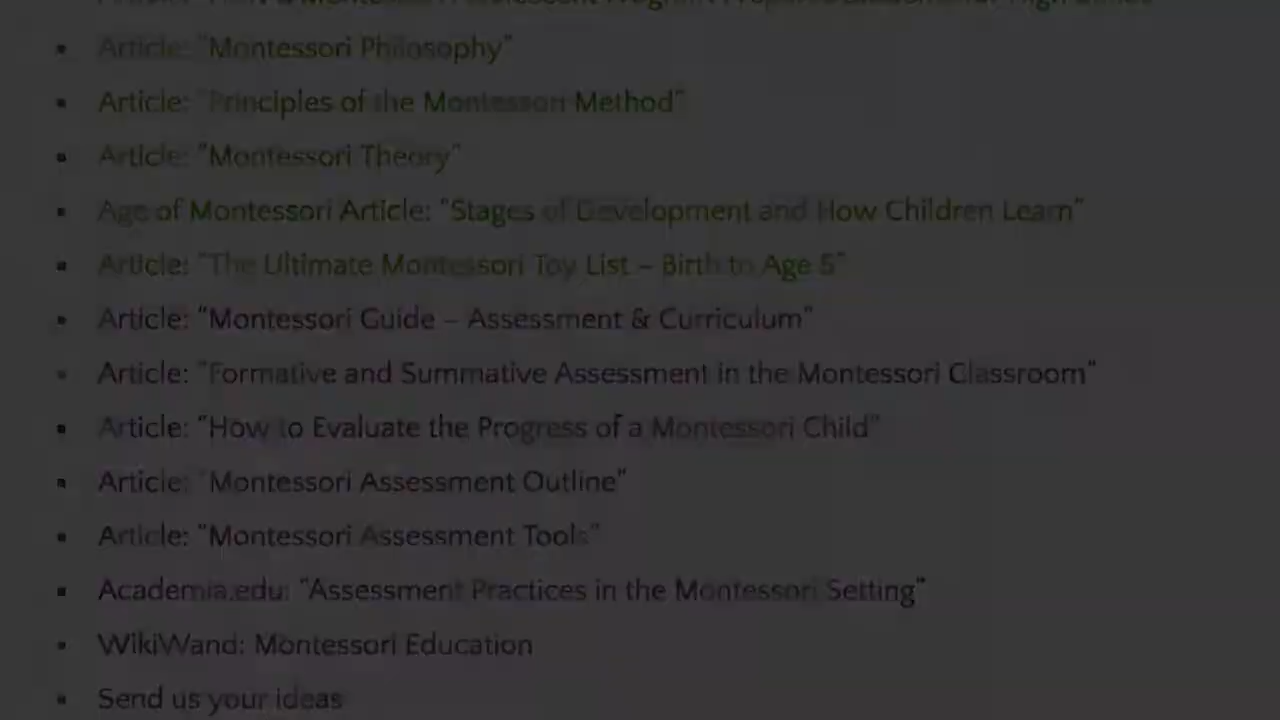 Article: "Montessori Philosophy"
Article: "Principles of the Montessori Method"
Article: "Montessori Theory"
Age of Montessori Article: "Stages of Development and How Children Learn"
Article: "The Ultimate Montessori Toy List – Birth to Age 5"
Article: "Montessori Guide – Assessment & Curriculum"
Article: "Formative and Summative Assessment in the Montessori Classroom"
Article: "How to Evaluate the Progress of a Montessori Child"
Article: "Montessori Assessment Outline"
Article: "Montessori Assessment Tools"
Academia.edu: "Assessment Practices in the Montessori Setting"
WikiWand: Montessori Education
Send us your ideas